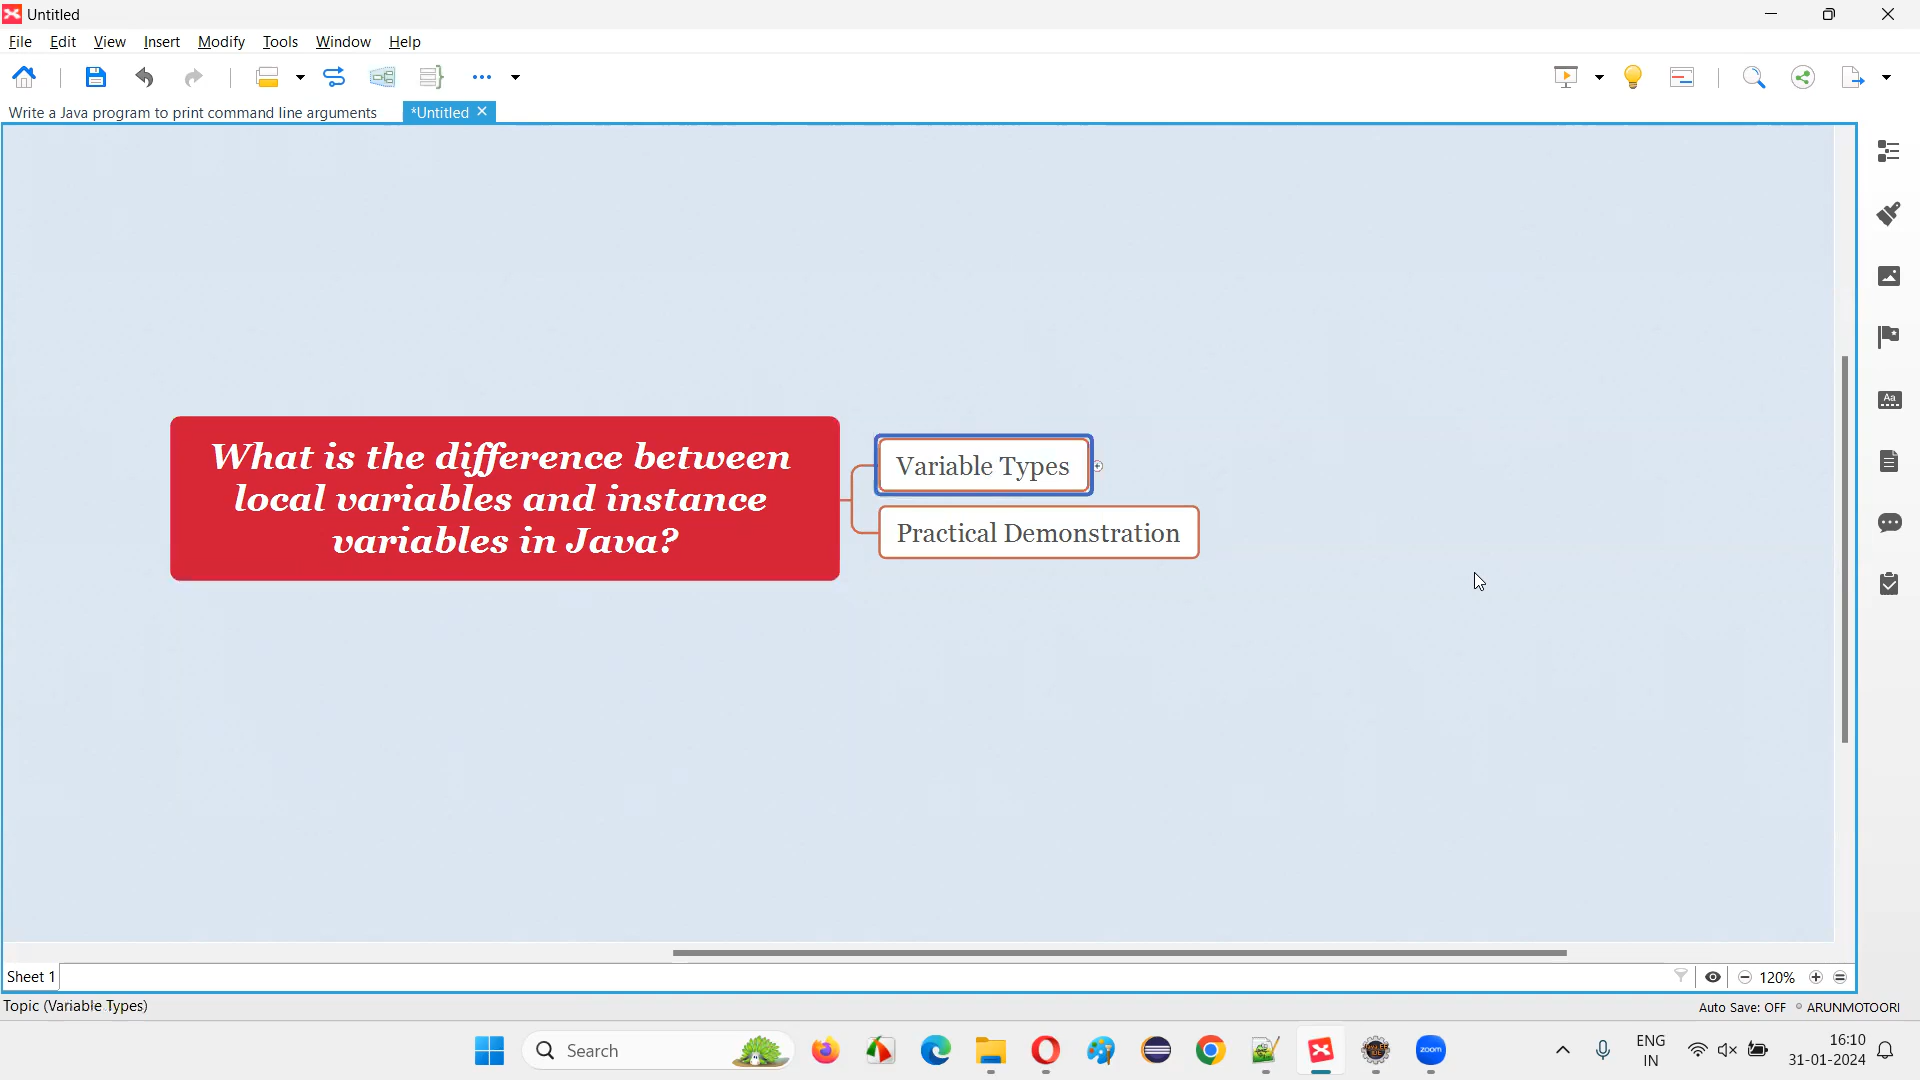 Untitled
File Edit View Insert Modify Tools Window Help
Write a Java program to print command line arguments
*Untitled
What is the difference between
local variables and instance
variables in Java?
Variable Types
Practical Demonstration
Aa
Sheet 1
120%
Topic (Variable Types)
Auto Save: OFF
ARUNMOTOORI
Search
zoom
ENG
IN
16:10
31-01-2024